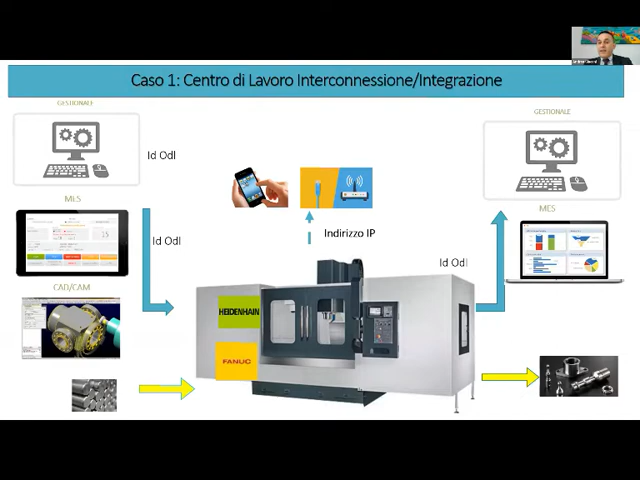 Caso 1: Centro di Lavoro Interconnessione/Integrazione
GESTIONALE
Id Odl
MES
Id Odl
CAD/CAM
Indirizzo IP
HEIDENHAIN
FANUC
GESTIONALE
MES
Id Odl